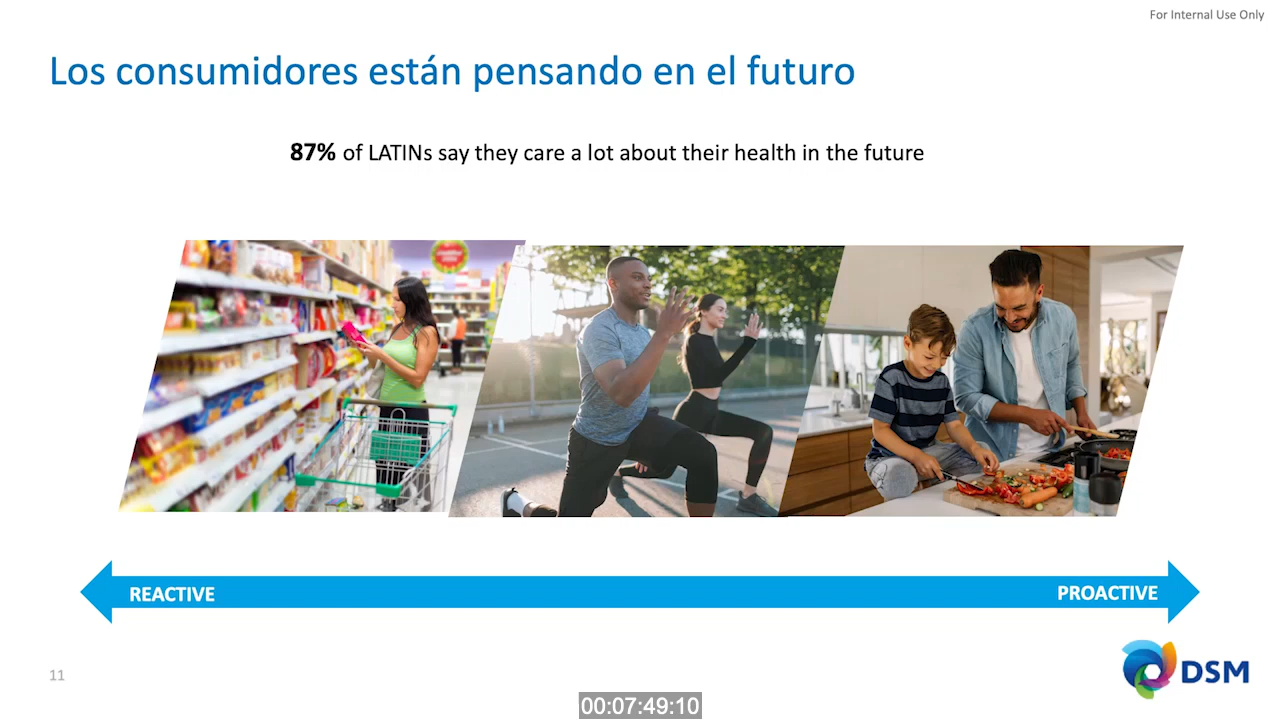 For Internal Use Only
Los consumidores están pensando en el futuro
87% of LATINs say they care a lot about their health in the future
REACTIVE
PROACTIVE
11
DSM
00:07:49:10